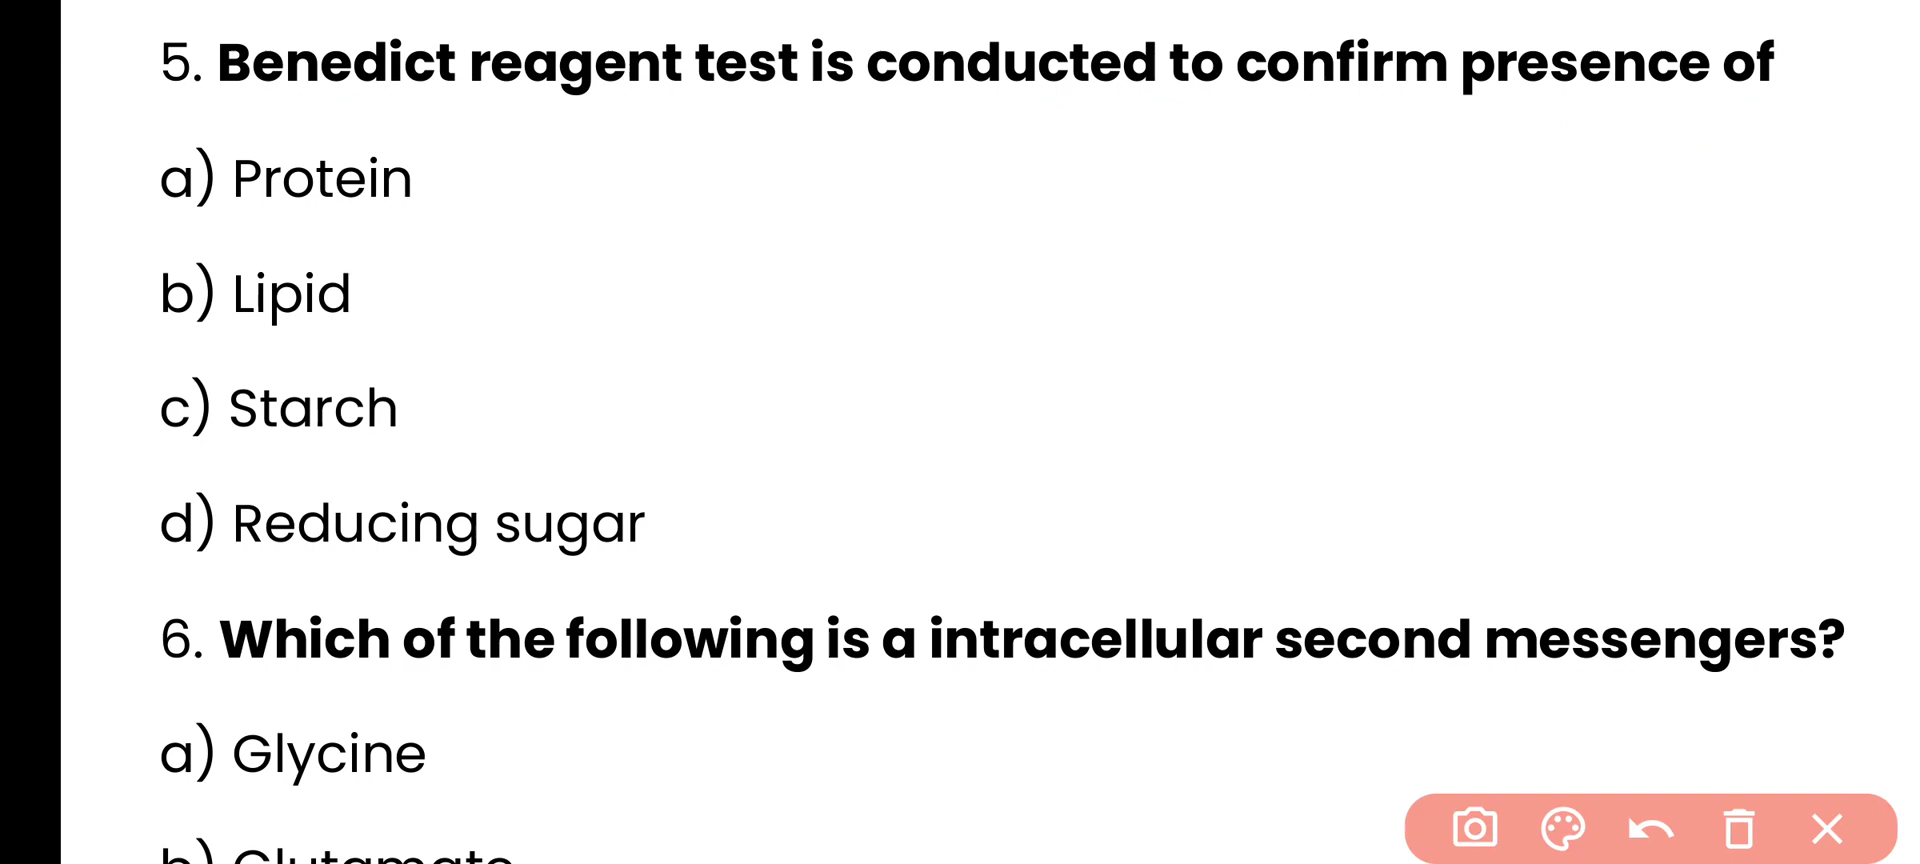 5. Benedict reagent test is conducted to confirm presence of
a) Protein
b) Lipid
c) Starch
d) Reducing sugar
6. Which of the following is a intracellular second messengers?
a) Glycine
b) Glutamate